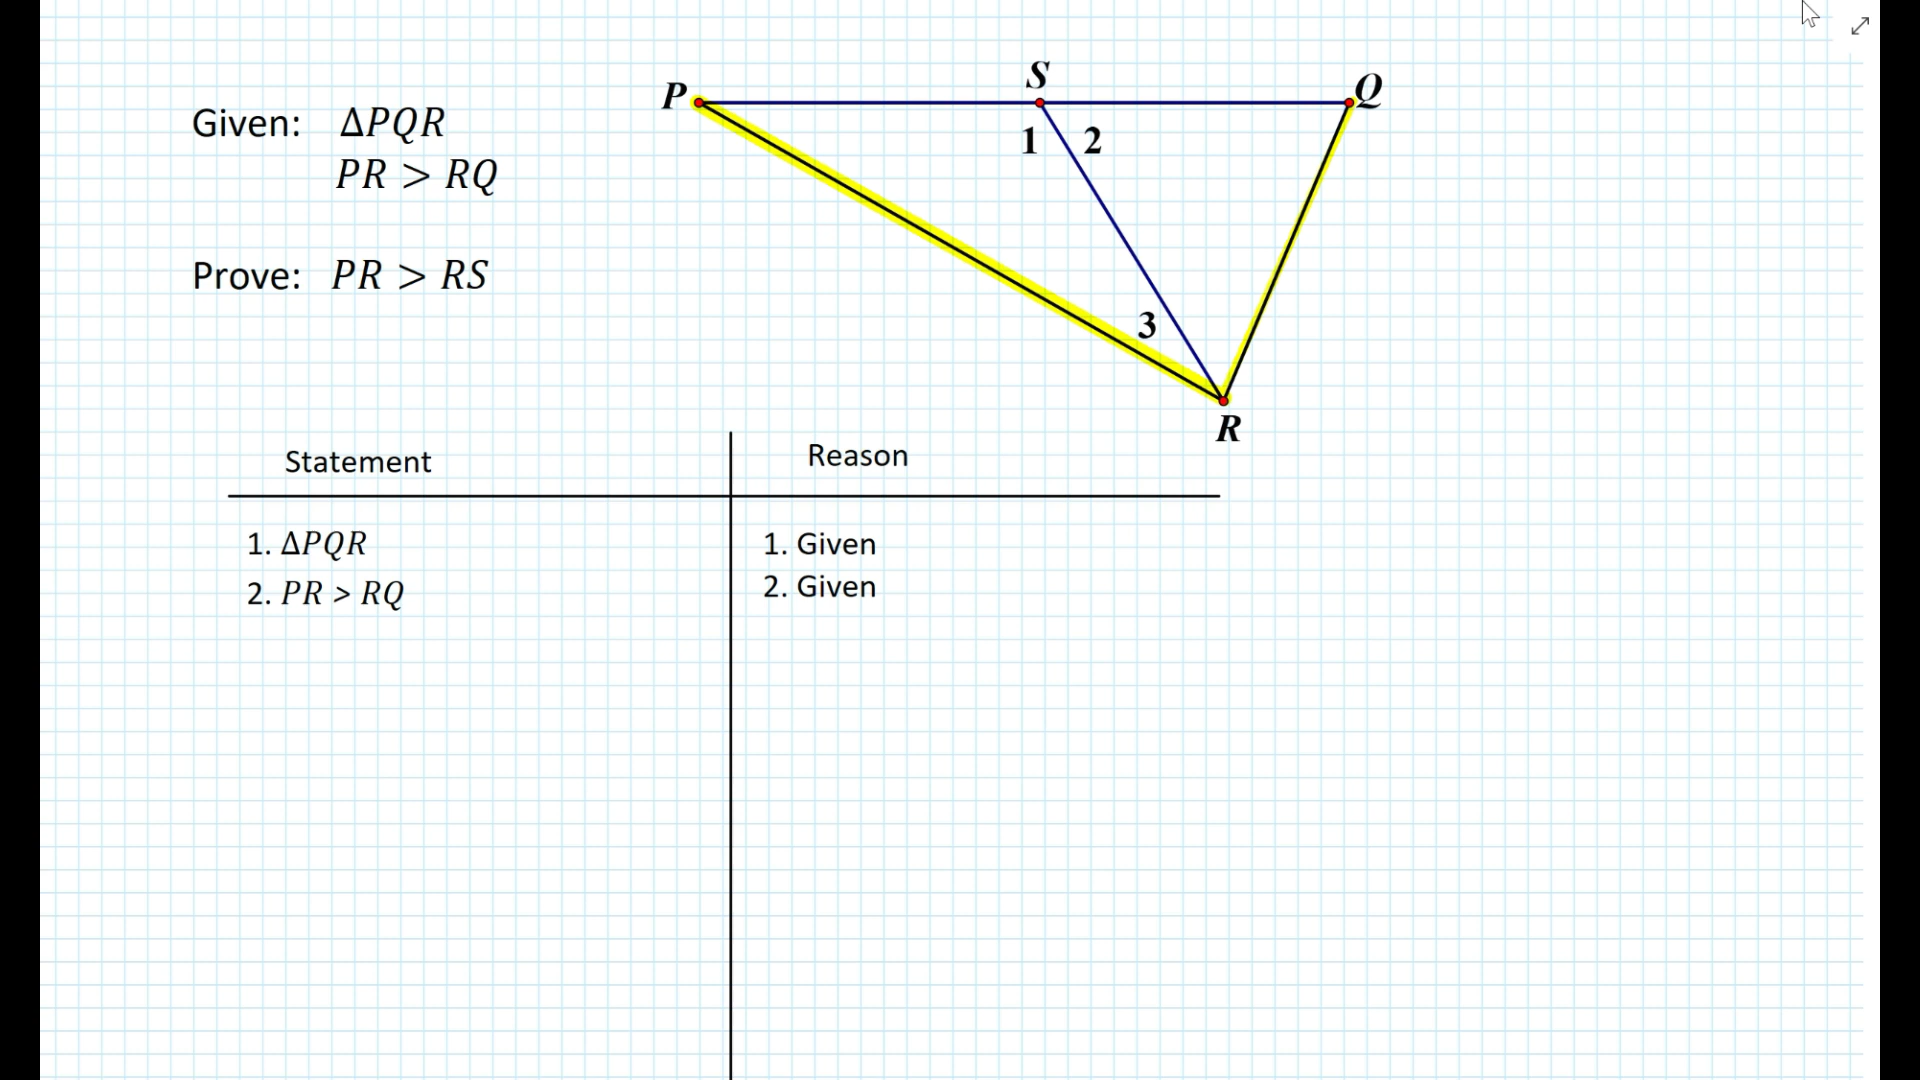 Given: ΔPQR
PR > RQ
Prove: PR > RS
P
S
Q
1 2
3
R
Statement
Reason
1. ΔPQR
1. Given
2. PR > RQ
2. Given